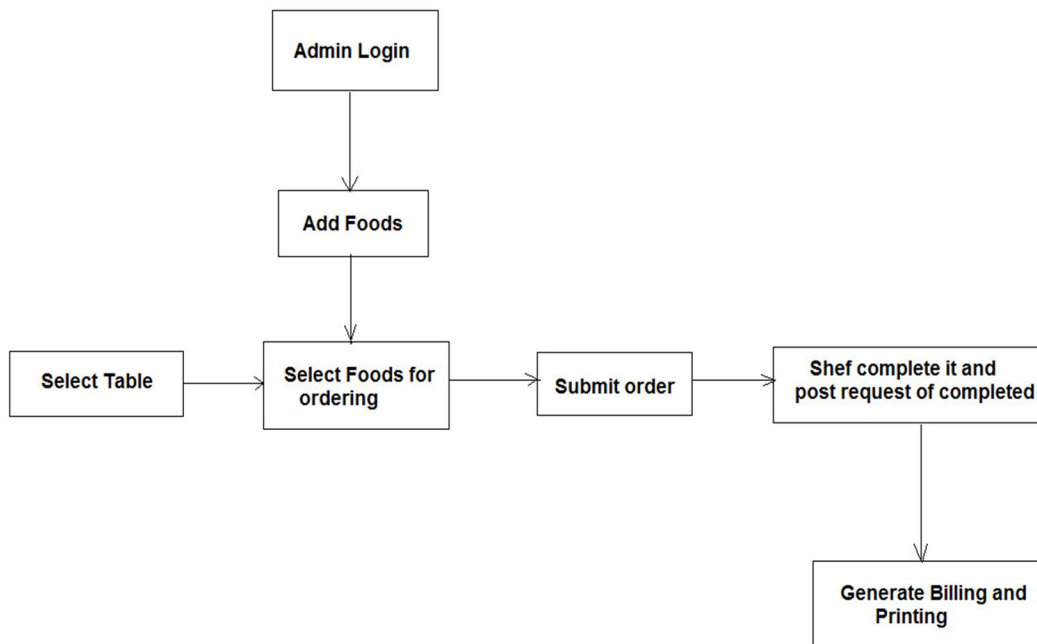 Admin Login
Add Foods
Select Table
Select Foods for
ordering
Submit order
Shef complete it and
post request of completed
Generate Billing and
Printing